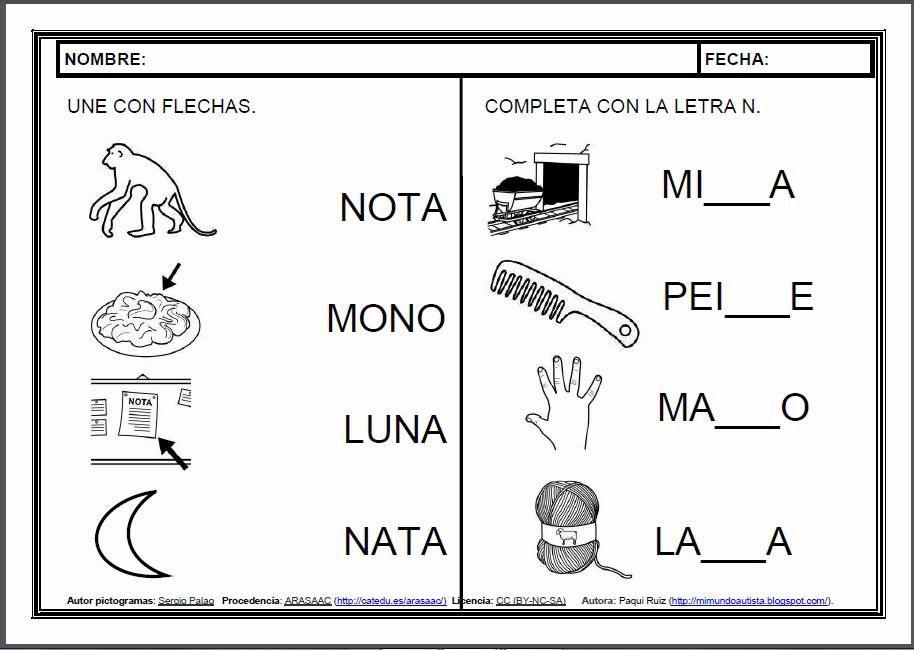 NOMBRE:
FECHA:
UNE CON FLECHAS.
NOTA
MONO
NOTA
LUNA
NATA
COMPLETA CON LA LETRA N.
MI___A
PEI___E
MA___O
LA___A
Autor pictogramas: Sergio Palao Procedencia: ARASAAC (http://catedu.es/arasaac/) Licencia: CC (BY-NC-SA) Autora: Paqui Ruiz (http://mimundoautista.blogspot.com/).